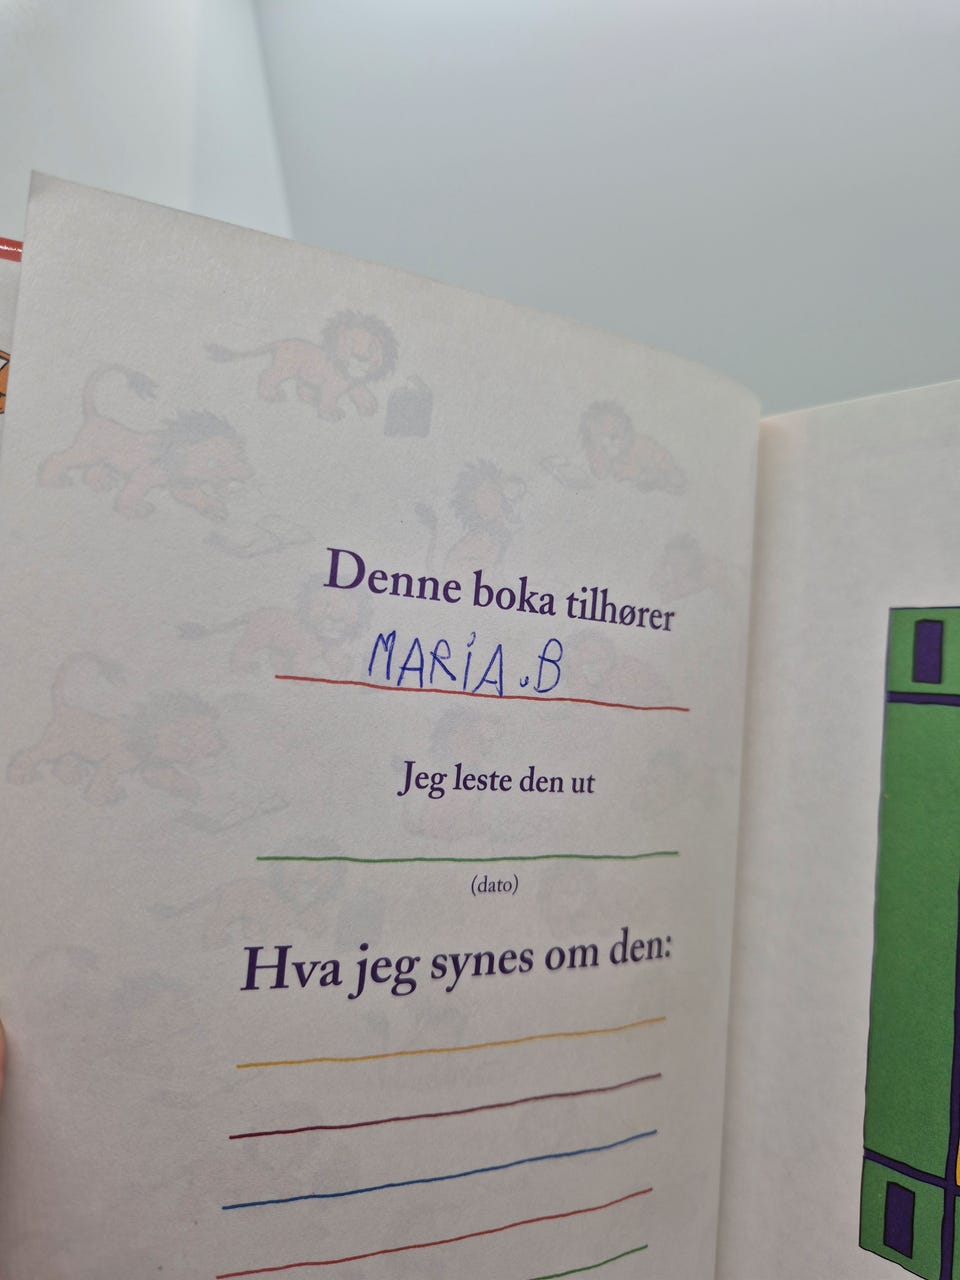 Denne boka tilhører
MARIA.B
Jeg leste den ut
(dato)
Hva jeg synes om den: